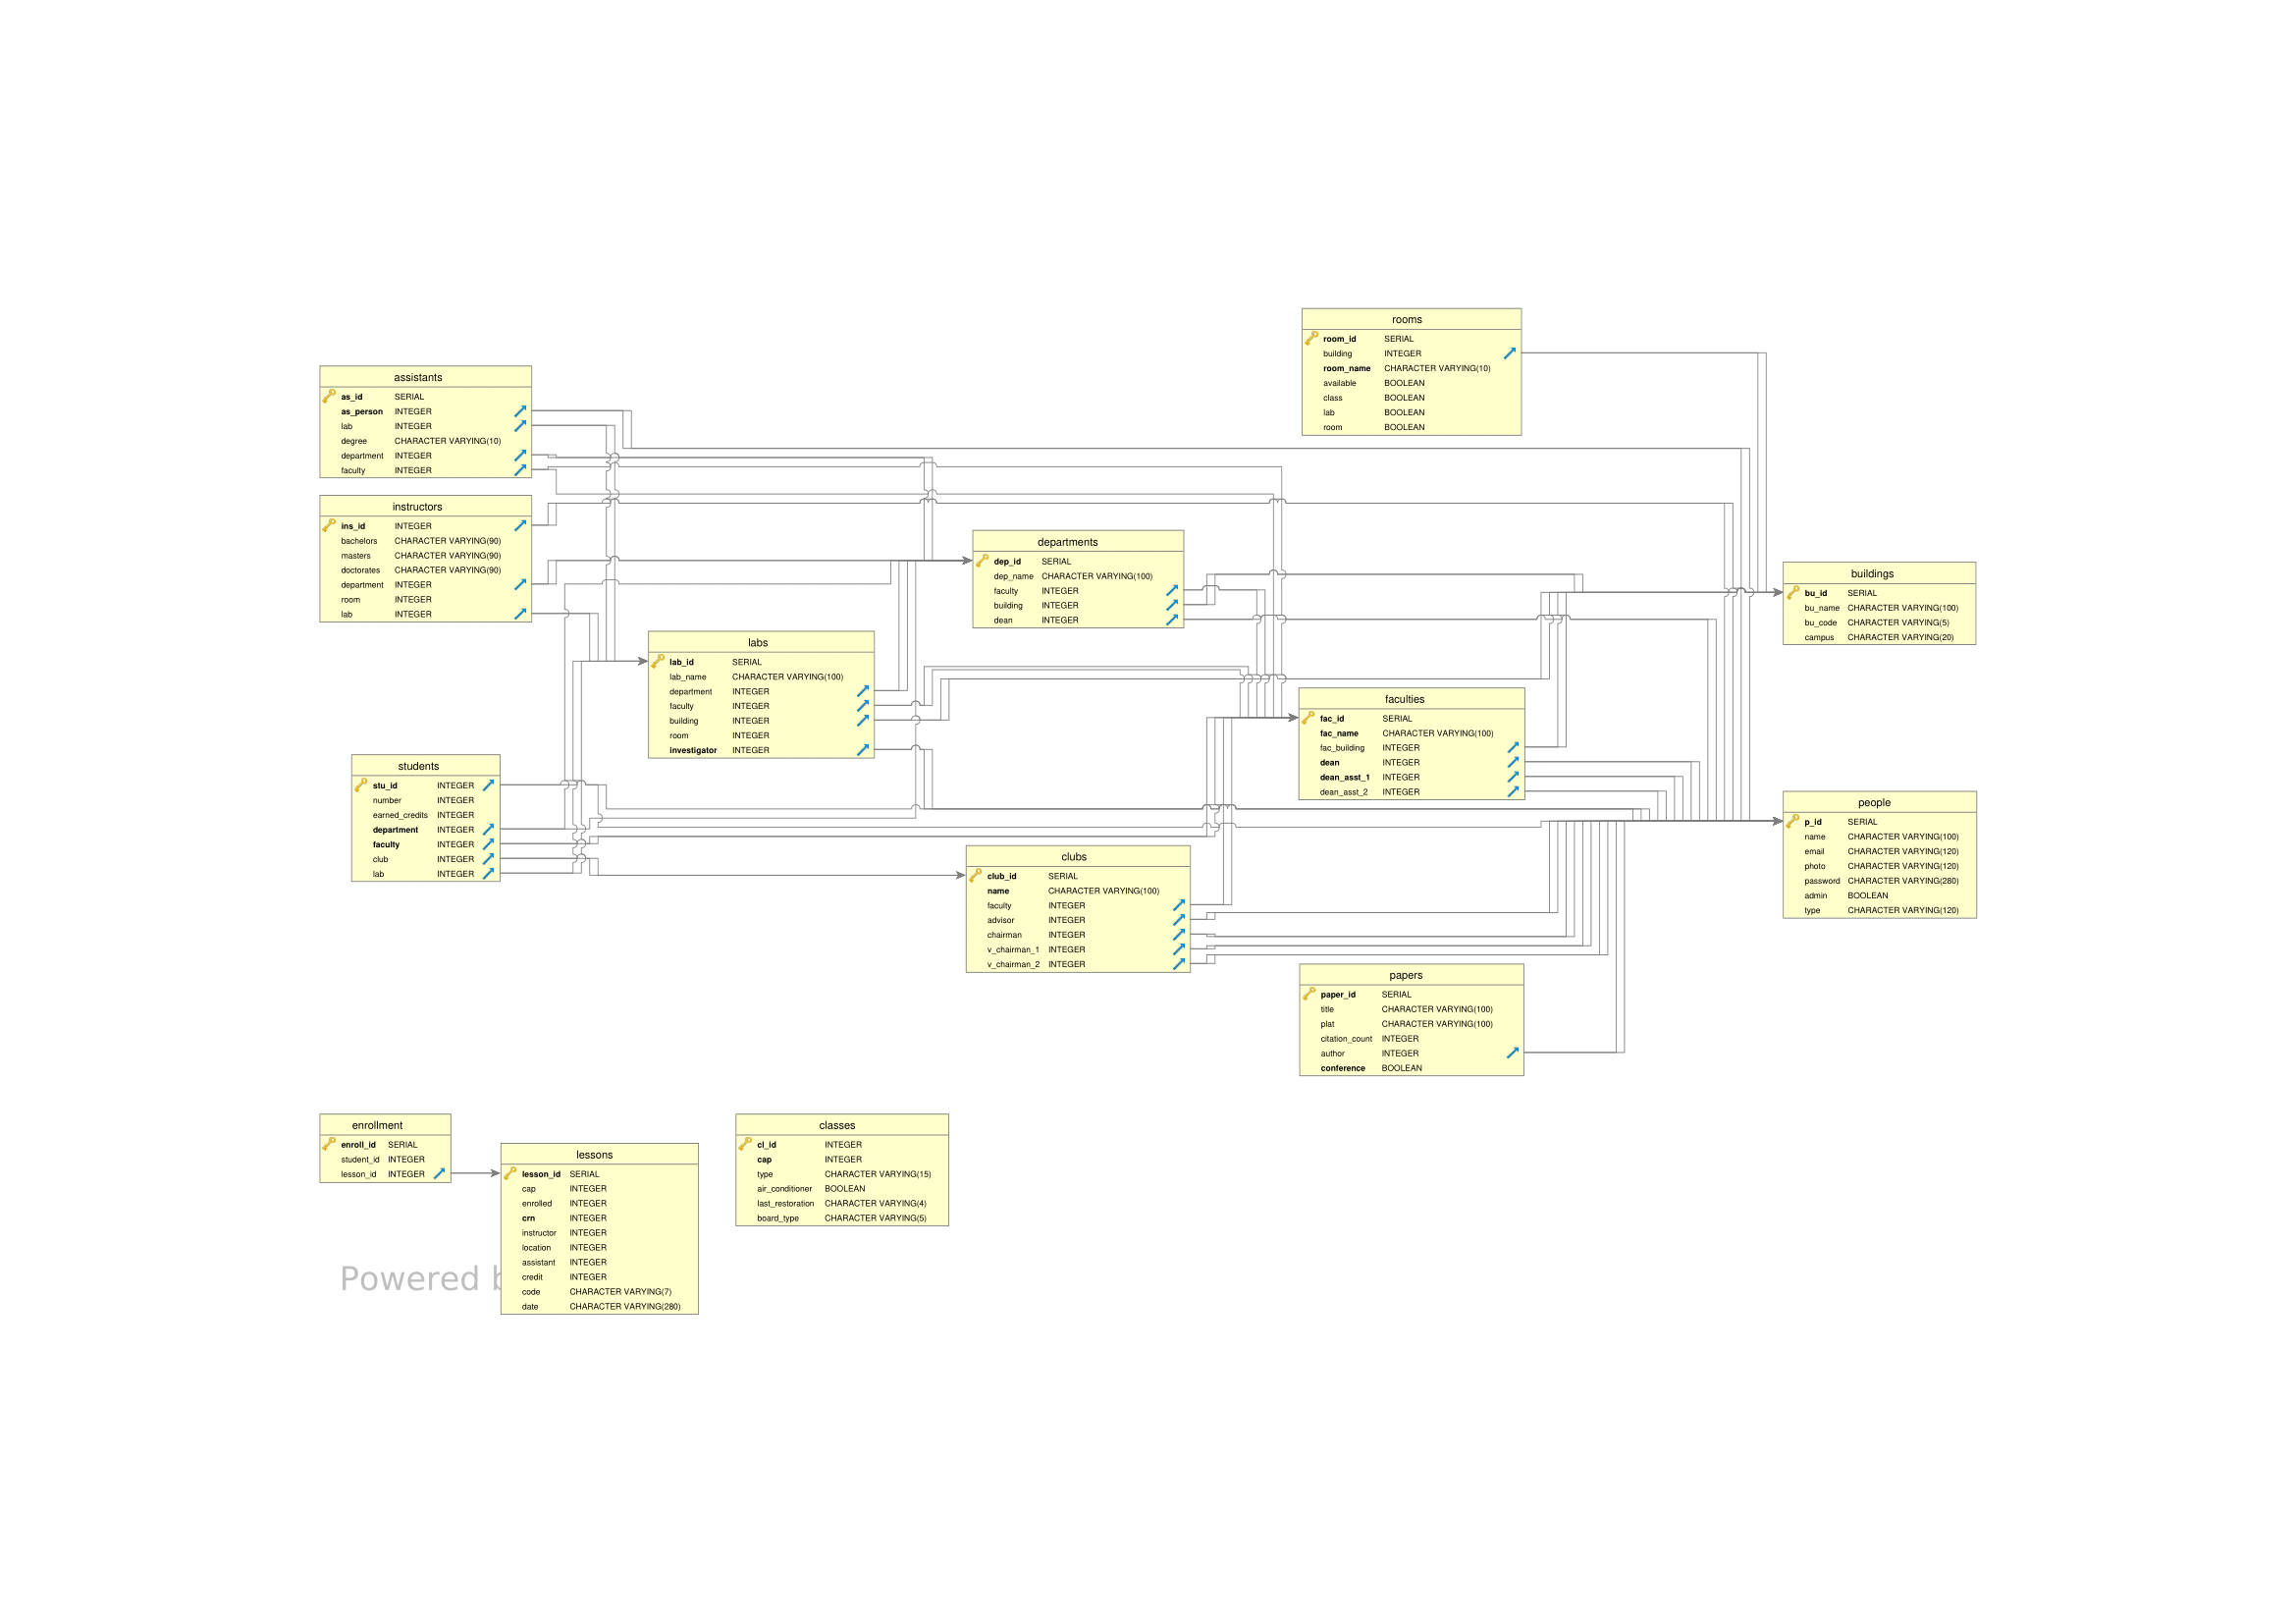 rooms
room_id SERIAL
building INTEGER
room_name CHARACTER VARYING(10)
available BOOLEAN
class BOOLEAN
lab BOOLEAN
room BOOLEAN
assistants
as_id SERIAL
as_person INTEGER
lab INTEGER
degree CHARACTER VARYING(10)
department INTEGER
faculty INTEGER
instructors
ins_id INTEGER
bachelors CHARACTER VARYING(90)
masters CHARACTER VARYING(90)
doctorates CHARACTER VARYING(90)
department INTEGER
room INTEGER
lab INTEGER
departments
dep_id SERIAL
dep_name CHARACTER VARYING(100)
faculty INTEGER
building INTEGER
dean INTEGER
buildings
bu_id SERIAL
bu_name CHARACTER VARYING(100)
bu_code CHARACTER VARYING(5)
campus CHARACTER VARYING(20)
labs
lab_id SERIAL
lab_name CHARACTER VARYING(100)
department INTEGER
faculty INTEGER
building INTEGER
room INTEGER
investigator INTEGER
faculties
fac_id SERIAL
fac_name CHARACTER VARYING(100)
fac_building INTEGER
dean INTEGER
dean_asst_1 INTEGER
dean_asst_2 INTEGER
students
stu_id INTEGER
number INTEGER
earned_credits INTEGER
department INTEGER
faculty INTEGER
club INTEGER
lab INTEGER
people
p_id SERIAL
name CHARACTER VARYING(100)
email CHARACTER VARYING(120)
photo CHARACTER VARYING(120)
password CHARACTER VARYING(280)
admin BOOLEAN
type CHARACTER VARYING(120)
clubs
club_id SERIAL
name CHARACTER VARYING(100)
faculty INTEGER
advisor INTEGER
chairman INTEGER
v_chairman_1 INTEGER
v_chairman_2 INTEGER
papers
paper_id SERIAL
title CHARACTER VARYING(100)
plat CHARACTER VARYING(100)
citation_count INTEGER
author INTEGER
conference BOOLEAN
enrollment
enroll_id SERIAL
student_id INTEGER
lesson_id INTEGER
lessons
lesson_id SERIAL
cap INTEGER
enrolled INTEGER
crn INTEGER
instructor INTEGER
location INTEGER
assistant INTEGER
credit INTEGER
code CHARACTER VARYING(7)
date CHARACTER VARYING(280)
classes
cl_id INTEGER
cap INTEGER
type CHARACTER VARYING(15)
air_conditioner BOOLEAN
last_restoration CHARACTER VARYING(4)
board_type CHARACTER VARYING(5)
Powered